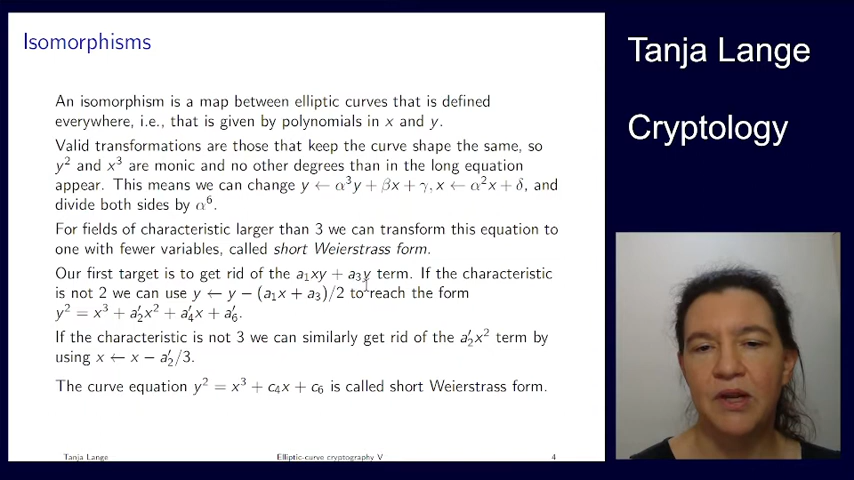 Isomorphisms
An isomorphism is a map between elliptic curves that is defined
everywhere, i.e., that is given by polynomials in x and y.
Valid transformations are those that keep the curve shape the same, so
y² and x³ are monic and no other degrees than in the long equation
appear. This means we can change y ← α³y + βx + γ, x ← α²x + δ, and
divide both sides by α⁶.
For fields of characteristic larger than 3 we can transform this equation to
one with fewer variables, called short Weierstrass form.
Our first target is to get rid of the a₁xy + a₃y term. If the characteristic
is not 2 we can use y ← y − (a₁x + a₃)/2 to reach the form
y² = x³ + a₂′x² + a₄′x + a₆′.
If the characteristic is not 3 we can similarly get rid of the a₂′x² term by
using x ← x − a₂′/3.
The curve equation y² = x³ + c₄x + c₆ is called short Weierstrass form.
Tanja Lange
Elliptic-curve cryptography V
4
Tanja Lange
Cryptology